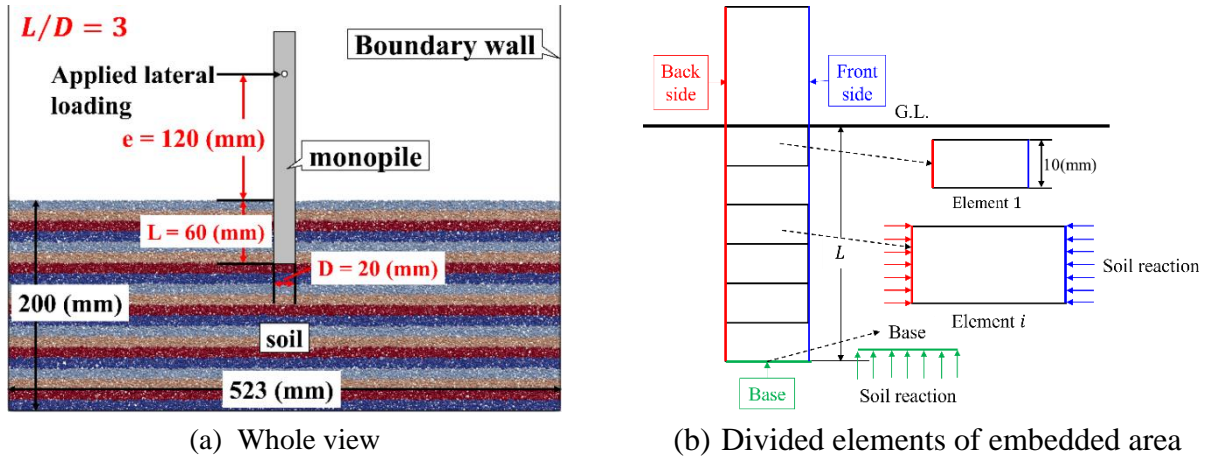 L/D = 3
Boundary wall
Applied lateral
loading
e = 120 (mm)
monopile
L = 60 (mm)
D = 20 (mm)
200 (mm)
soil
523 (mm)
(a) Whole view
Back
side
Front
side
G.L.
10(mm)
Element 1
L
Soil reaction
Element i
Base
Base
Soil reaction
(b) Divided elements of embedded area